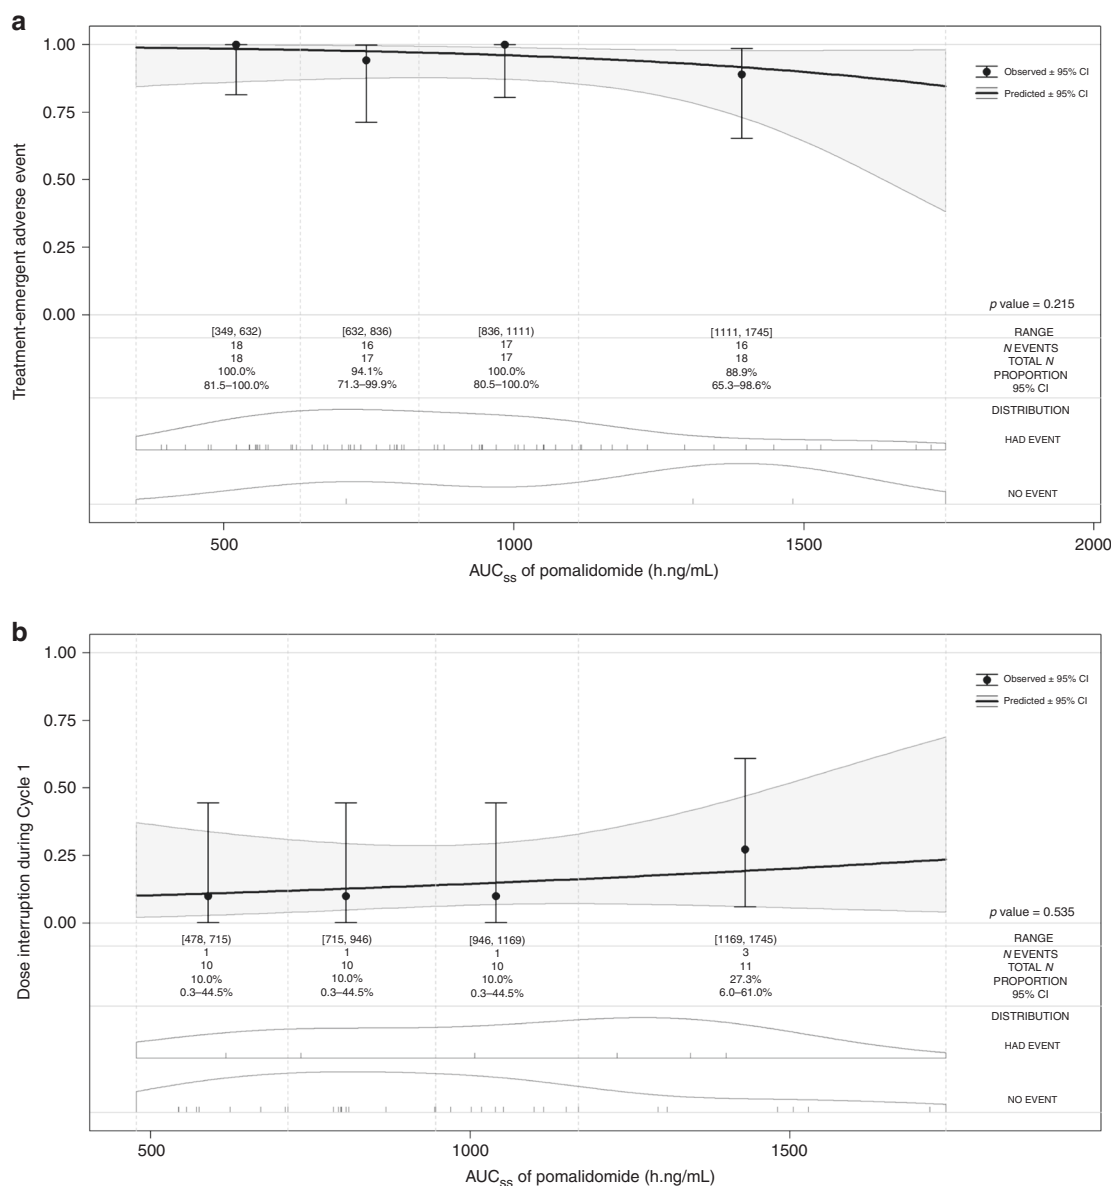 a
1.00
Observed ± 95% CI
Predicted ± 95% CI
0.75
0.50
0.25
0.00
Treatment-emergent adverse event
p value = 0.215
[349, 632) [632, 836) [836, 1111) [1111, 1745] RANGE
18 16 17 16 N EVENTS
18 17 17 18 TOTAL N
100.0% 94.1% 100.0% 88.9% PROPORTION
81.5–100.0% 71.3–99.9% 80.5–100.0% 65.3–98.6% 95% CI
DISTRIBUTION
HAD EVENT
NO EVENT
500 1000 1500 2000
AUCss of pomalidomide (h.ng/mL)
b
1.00
Observed ± 95% CI
Predicted ± 95% CI
0.75
0.50
0.25
0.00
Dose interruption during Cycle 1
p value = 0.535
[478, 715) [715, 946) [946, 1169) [1169, 1745] RANGE
1 1 1 3 N EVENTS
10 10 10 11 TOTAL N
10.0% 10.0% 10.0% 27.3% PROPORTION
0.3–44.5% 0.3–44.5% 0.3–44.5% 6.0–61.0% 95% CI
DISTRIBUTION
HAD EVENT
NO EVENT
500 1000 1500
AUCss of pomalidomide (h.ng/mL)